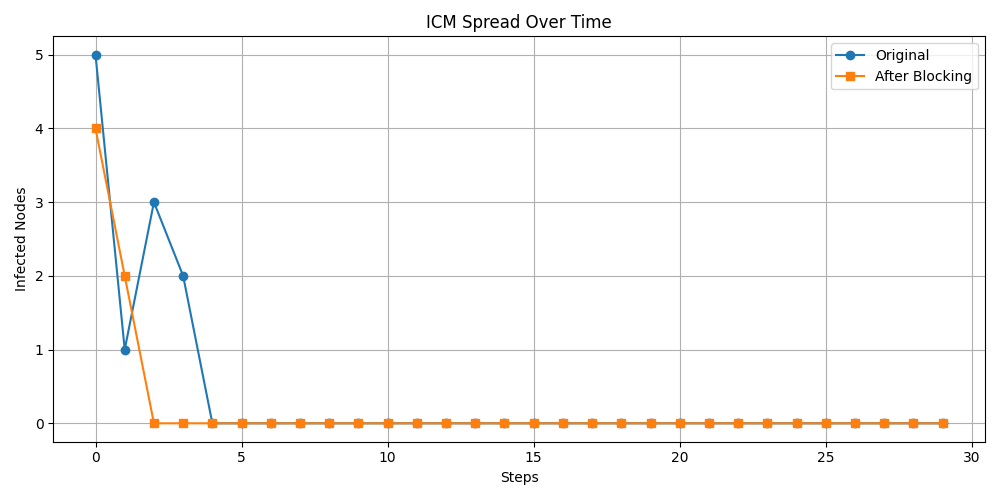 ICM Spread Over Time
Original
After Blocking
Infected Nodes
5
4
3
2
1
0
0 5 10 15 20 25 30
Steps